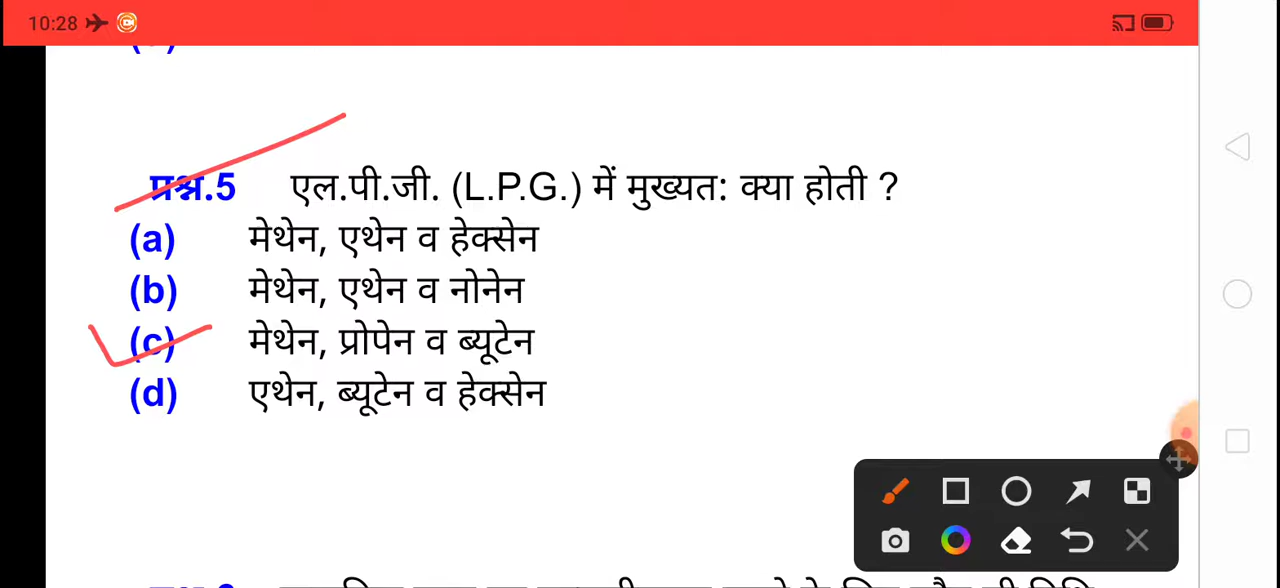 10:28
प्रश्न.5 एल.पी.जी. (L.P.G.) में मुख्यत: क्या होती ?
(a) मेथेन, एथेन व हेक्सेन
(b) मेथेन, एथेन व नोनेन
(c) मेथेन, प्रोपेन व ब्यूटेन
(d) एथेन, ब्यूटेन व हेक्सेन